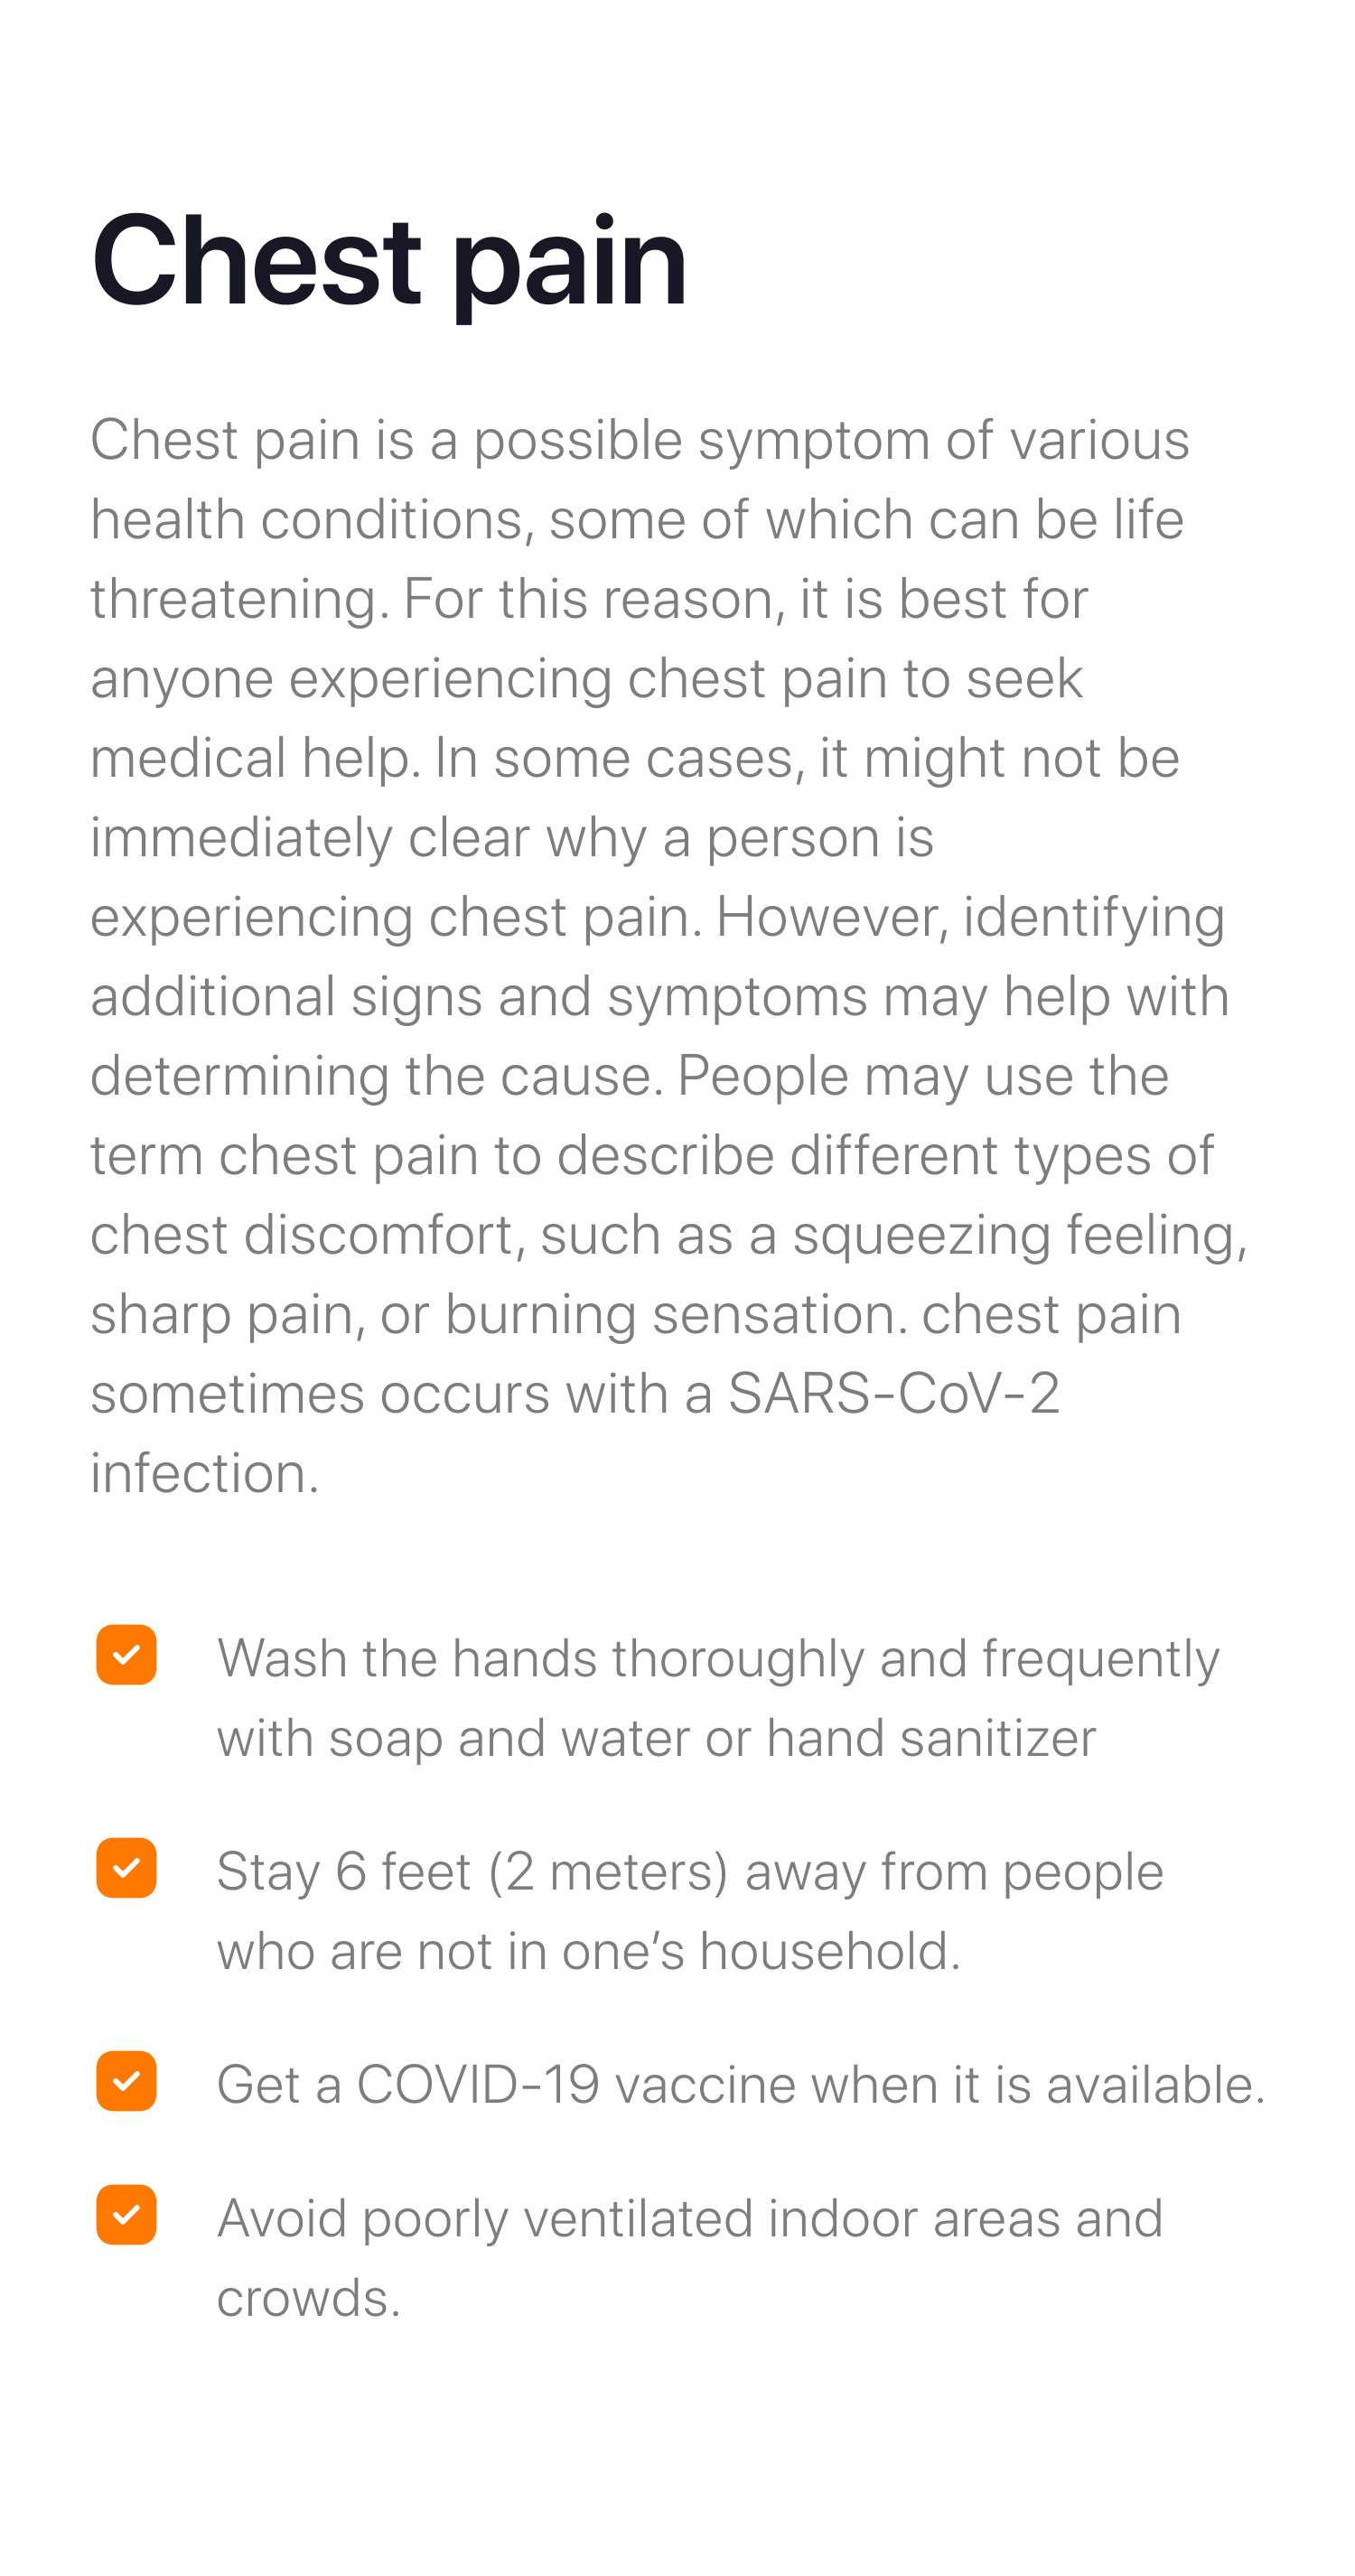 Chest pain
Chest pain is a possible symptom of various
health conditions, some of which can be life
threatening. For this reason, it is best for
anyone experiencing chest pain to seek
medical help. In some cases, it might not be
immediately clear why a person is
experiencing chest pain. However, identifying
additional signs and symptoms may help with
determining the cause. People may use the
term chest pain to describe different types of
chest discomfort, such as a squeezing feeling,
sharp pain, or burning sensation. chest pain
sometimes occurs with a SARS-CoV-2
infection.
Wash the hands thoroughly and frequently
with soap and water or hand sanitizer
Stay 6 feet (2 meters) away from people
who are not in one’s household.
Get a COVID-19 vaccine when it is available.
Avoid poorly ventilated indoor areas and
crowds.